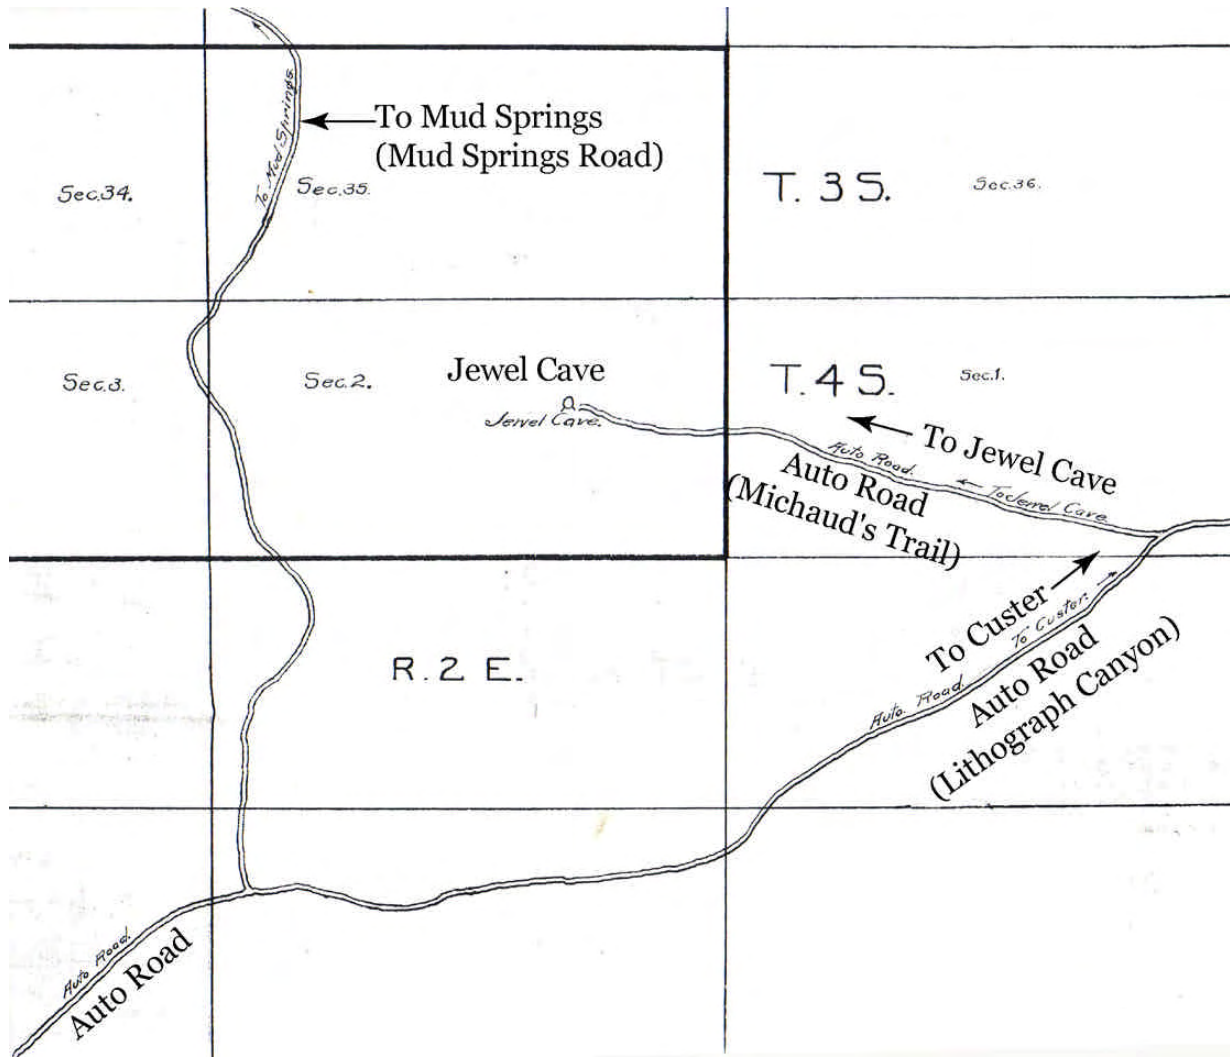 To Mud Springs.
To Mud Springs
(Mud Springs Road)
Sec.34.
Sec.35.
T. 3 S.
Sec.36.
Sec.3.
Sec.2.
Jewel Cave
Jewel Cave.
T. 4 S.
Sec.1.
To Jewel Cave
Auto Road.
To Jewel Cave.
Auto Road
(Michaud's Trail)
R. 2 E.
To Custer
To Custer.
Auto Road.
Auto Road
(Lithograph Canyon)
Auto Road.
Auto Road